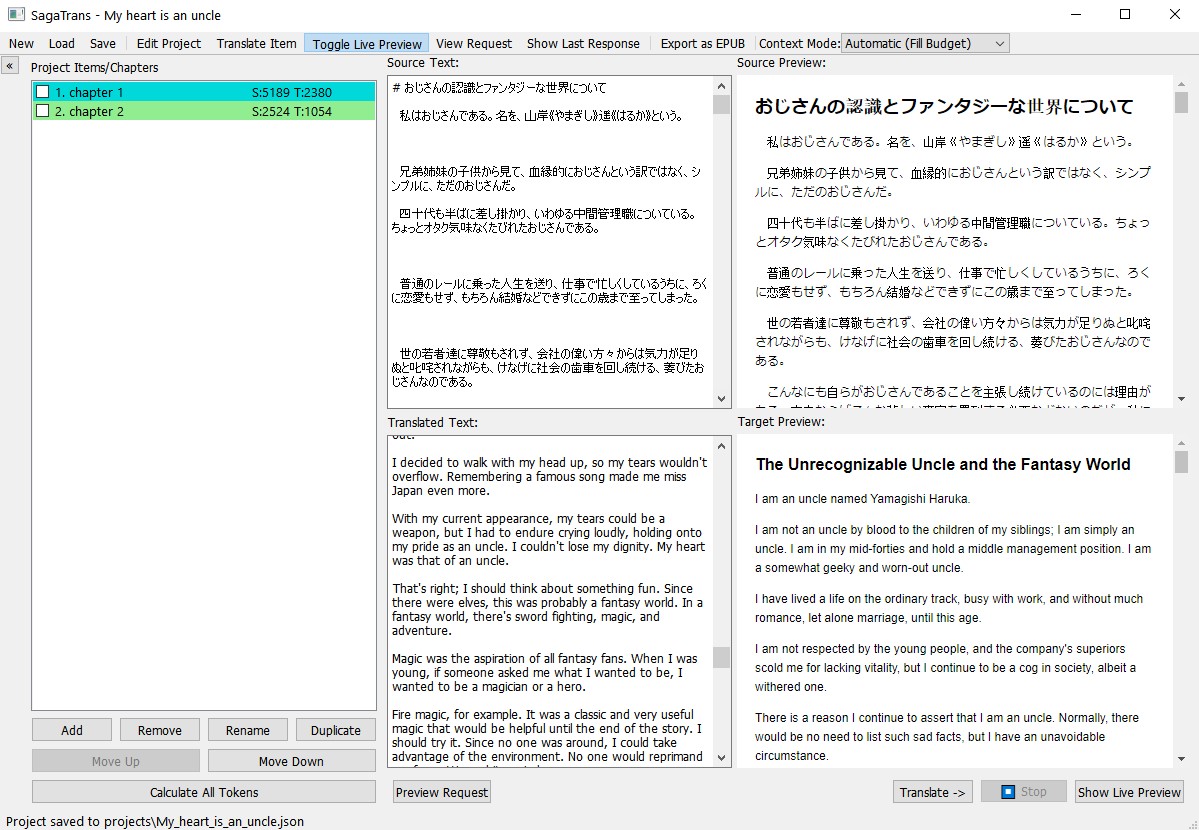 SagaTrans - My heart is an uncle
New Load Save Edit Project Translate Item Toggle Live Preview View Request Show Last Response Export as EPUB Context Mode: Automatic (Fill Budget)
«
Project Items/Chapters
1. chapter 1 S:5189 T:2380
2. chapter 2 S:2524 T:1054
Add Remove Rename Duplicate
Move Up Move Down
Calculate All Tokens
Source Text:
# おじさんの認識とファンタジーな世界について
私はおじさんである。名を、山岸《やまぎし》遥《はるか》という。
兄弟姉妹の子供から見て、血縁的におじさんという訳ではなく、シ
ンプルに、ただのおじさんだ。
四十代も半ばに差し掛かり、いわゆる中間管理職についている。
ちょっとオタク気味なくたびれたおじさんである。
普通のレールに乗った人生を送り、仕事で忙しくしているうちに、ろく
に恋愛もせず、もちろん結婚などできずにこの歳まで至ってしまった。
世の若者達に尊敬もされず、会社の偉い方々からは気力が足り
ぬと叱咤されながらも、けなげに社会の歯車を回し続ける、萎びたお
じさんなのである。
Source Preview:
おじさんの認識とファンタジーな世界について
私はおじさんである。名を、山岸《やまぎし》遥《はるか》という。
兄弟姉妹の子供から見て、血縁的におじさんという訳ではなく、シンプ
ルに、ただのおじさんだ。
四十代も半ばに差し掛かり、いわゆる中間管理職についている。ちょっ
とオタク気味なくたびれたおじさんである。
普通のレールに乗った人生を送り、仕事で忙しくしているうちに、ろく
に恋愛もせず、もちろん結婚などできずにこの歳まで至ってしまった。
世の若者達に尊敬もされず、会社の偉い方々からは気力が足りぬと叱咤
されながらも、けなげに社会の歯車を回し続ける、萎びたおじさんなので
ある。
こんなにも自らがおじさんであることを主張し続けているのには理由が
Translated Text:
out.
I decided to walk with my head up, so my tears wouldn't
overflow. Remembering a famous song made me miss
Japan even more.
With my current appearance, my tears could be a
weapon, but I had to endure crying loudly, holding onto
my pride as an uncle. I couldn't lose my dignity. My heart
was that of an uncle.
That's right; I should think about something fun. Since
there were elves, this was probably a fantasy world. In a
fantasy world, there's sword fighting, magic, and
adventure.
Magic was the aspiration of all fantasy fans. When I was
young, if someone asked me what I wanted to be, I
wanted to be a magician or a hero.
Fire magic, for example. It was a classic and very useful
magic that would be helpful until the end of the story. I
should try it. Since no one was around, I could take
advantage of the environment. No one would reprimand
Target Preview:
The Unrecognizable Uncle and the Fantasy World
I am an uncle named Yamagishi Haruka.
I am not an uncle by blood to the children of my siblings; I am simply an
uncle. I am in my mid-forties and hold a middle management position. I am
a somewhat geeky and worn-out uncle.
I have lived a life on the ordinary track, busy with work, and without much
romance, let alone marriage, until this age.
I am not respected by the young people, and the company's superiors
scold me for lacking vitality, but I continue to be a cog in society, albeit a
withered one.
There is a reason I continue to assert that I am an uncle. Normally, there
would be no need to list such sad facts, but I have an unavoidable
circumstance.
Preview Request Translate -> Stop Show Live Preview
Project saved to projects\My_heart_is_an_uncle.json